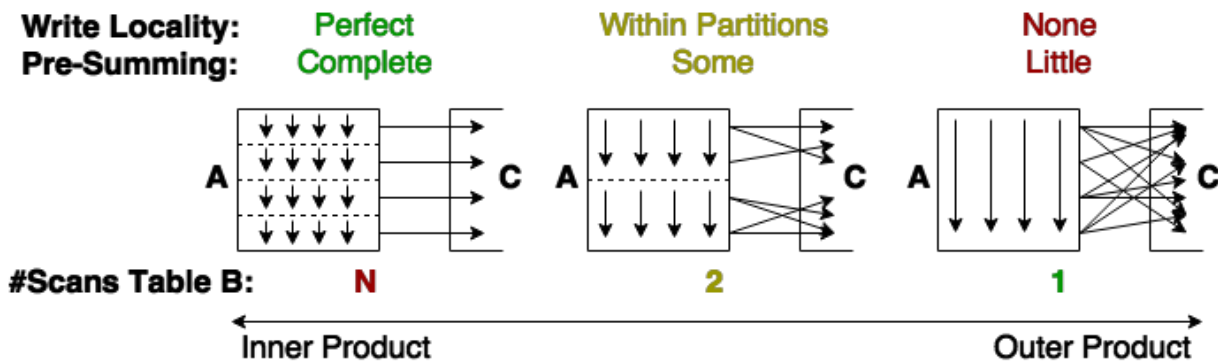 Write Locality: Perfect Within Partitions None
Pre-Summing: Complete Some Little
A C A C A C
#Scans Table B: N 2 1
Inner Product Outer Product